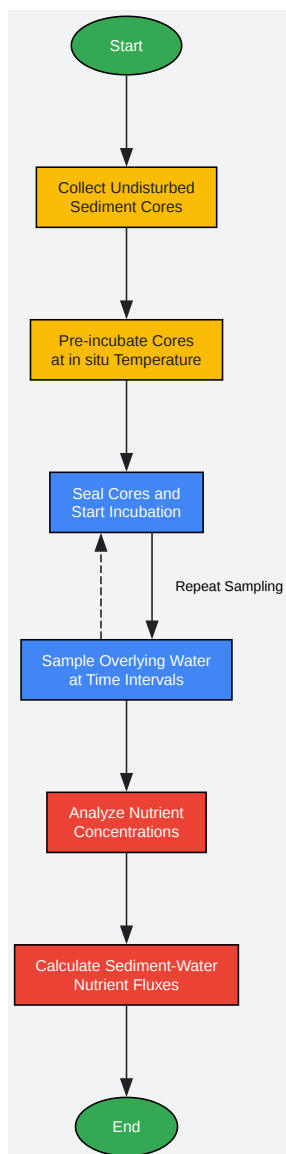 Start
Collect Undisturbed
Sediment Cores
Pre-incubate Cores
at in situ Temperature
Seal Cores and
Start Incubation
Repeat Sampling
Sample Overlying Water
at Time Intervals
Analyze Nutrient
Concentrations
Calculate Sediment-Water
Nutrient Fluxes
End